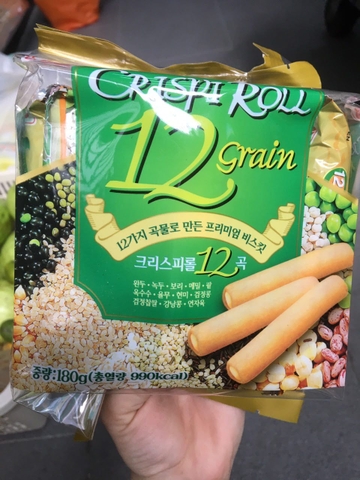 CRISPI ROLL
12 Grain
12가지 곡물로 만든 프리미엄 비스킷
크리스피롤 12곡
완두·녹두·보리·메밀·팥
옥수수·율무·현미·검정콩
검정찹쌀·강낭콩·연자육
중량:180g(총열량, 990kcal)